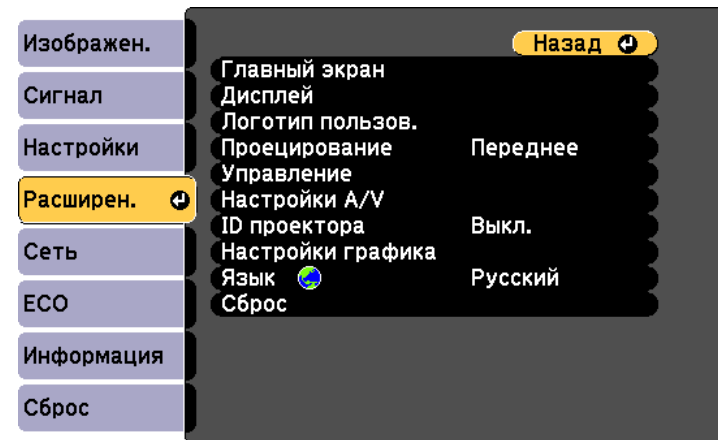 Изображен.
Сигнал
Настройки
Расширен.
Сеть
ECO
Информация
Сброс
Назад
Главный экран
Дисплей
Логотип пользов.
Проецирование Переднее
Управление
Настройки A/V
ID проектора Выкл.
Настройки графика
Язык Русский
Сброс